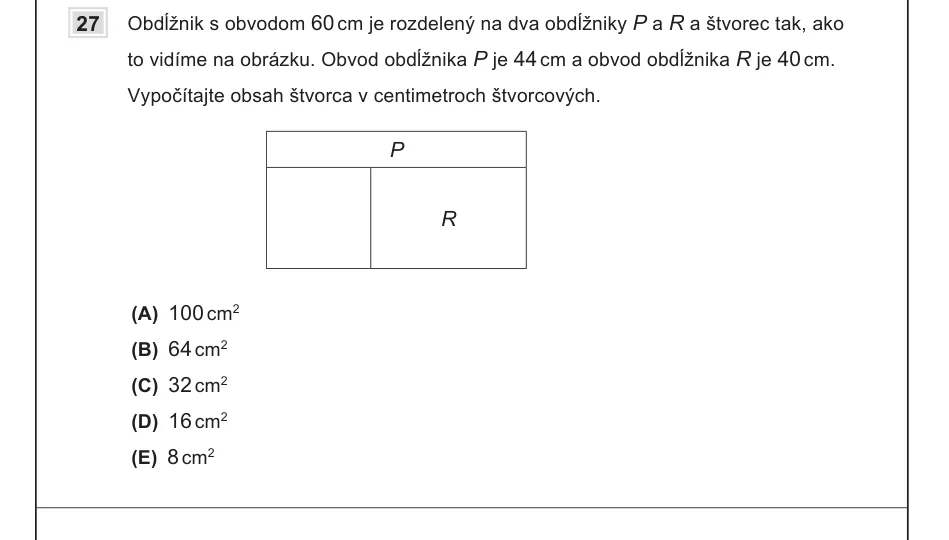 27 Obdĺžnik s obvodom 60 cm je rozdelený na dva obdĺžniky P a R a štvorec tak, ako
to vidíme na obrázku. Obvod obdĺžnika P je 44 cm a obvod obdĺžnika R je 40 cm.
Vypočítajte obsah štvorca v centimetroch štvorcových.
P
R
(A) 100 cm²
(B) 64 cm²
(C) 32 cm²
(D) 16 cm²
(E) 8 cm²